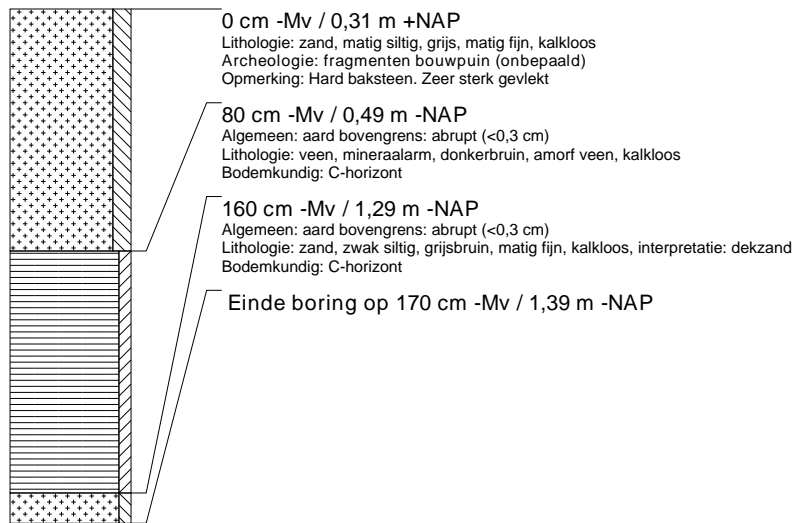 0 cm -Mv / 0,31 m +NAP
Lithologie: zand, matig siltig, grijs, matig fijn, kalkloos
Archeologie: fragmenten bouwpuin (onbepaald)
Opmerking: Hard baksteen. Zeer sterk gevlekt
80 cm -Mv / 0,49 m -NAP
Algemeen: aard bovengrens: abrupt (<0,3 cm)
Lithologie: veen, mineraalarm, donkerbruin, amorf veen, kalkloos
Bodemkundig: C-horizont
160 cm -Mv / 1,29 m -NAP
Algemeen: aard bovengrens: abrupt (<0,3 cm)
Lithologie: zand, zwak siltig, grijsbruin, matig fijn, kalkloos, interpretatie: dekzand
Bodemkundig: C-horizont
Einde boring op 170 cm -Mv / 1,39 m -NAP